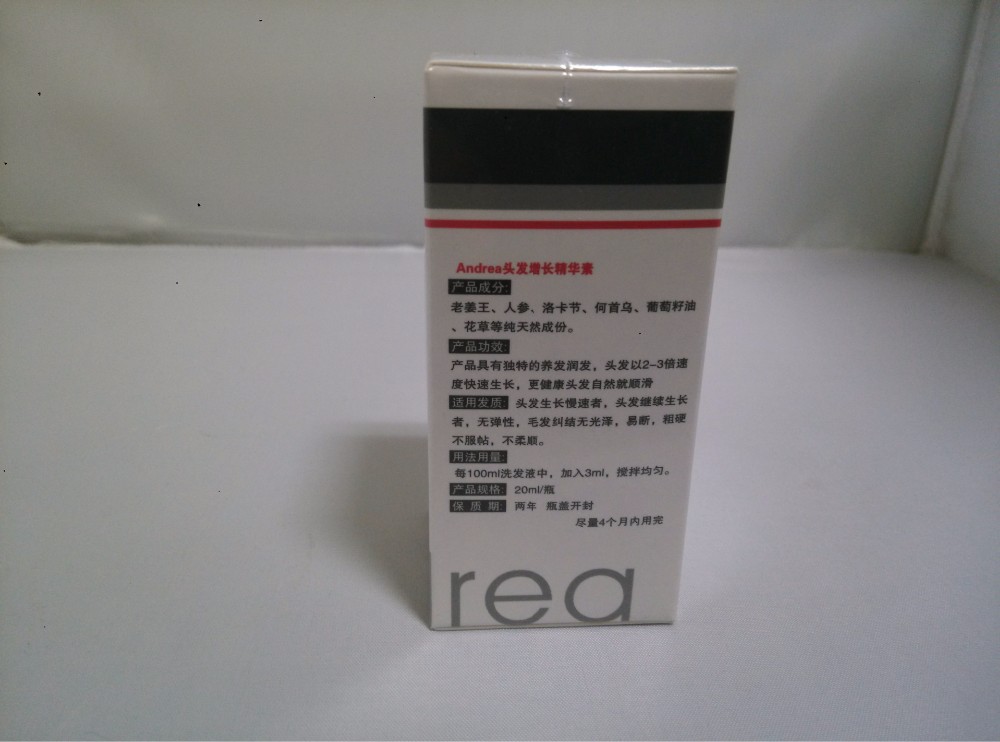 Andrea头发增长精华素
产品成分:
老姜王、人参、洛卡节、何首乌、葡萄籽油
、花草等纯天然成份。
产品功效:
产品具有独特的养发润发，头发以2-3倍速
度快速生长，更健康头发自然就顺滑
适用发质: 头发生长慢速者，头发继续生长
者，无弹性，毛发纠结无光泽，易断，粗硬
不服帖，不柔顺。
用法用量:
每100ml洗发液中，加入3ml，搅拌均匀。
产品规格: 20ml/瓶
保 质 期: 两年 瓶盖开封
尽量4个月内用完
rea